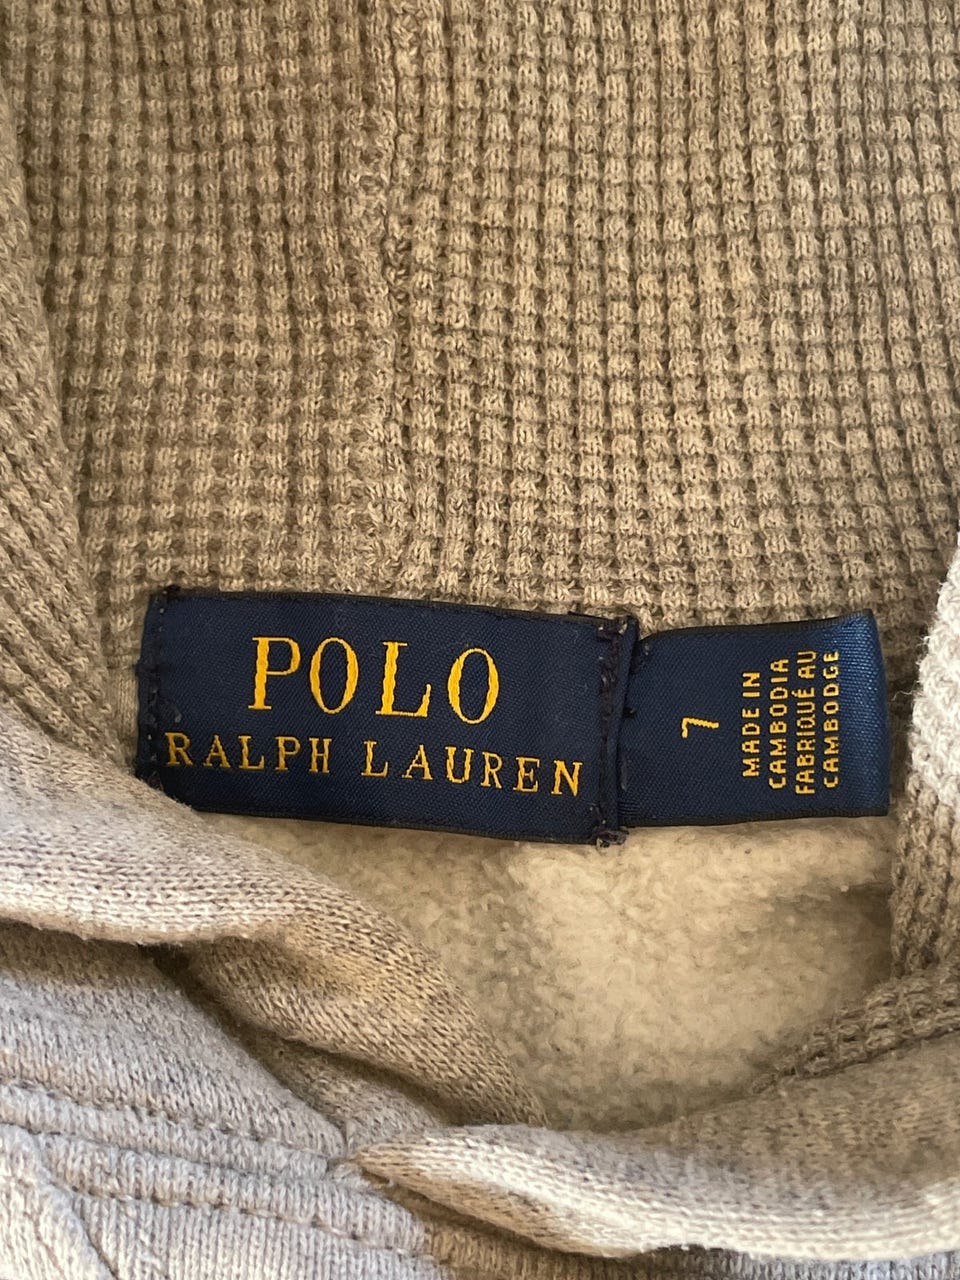 POLO
RALPH LAUREN
7
MADE IN
CAMBODIA
FABRIQUÉ AU
CAMBODGE